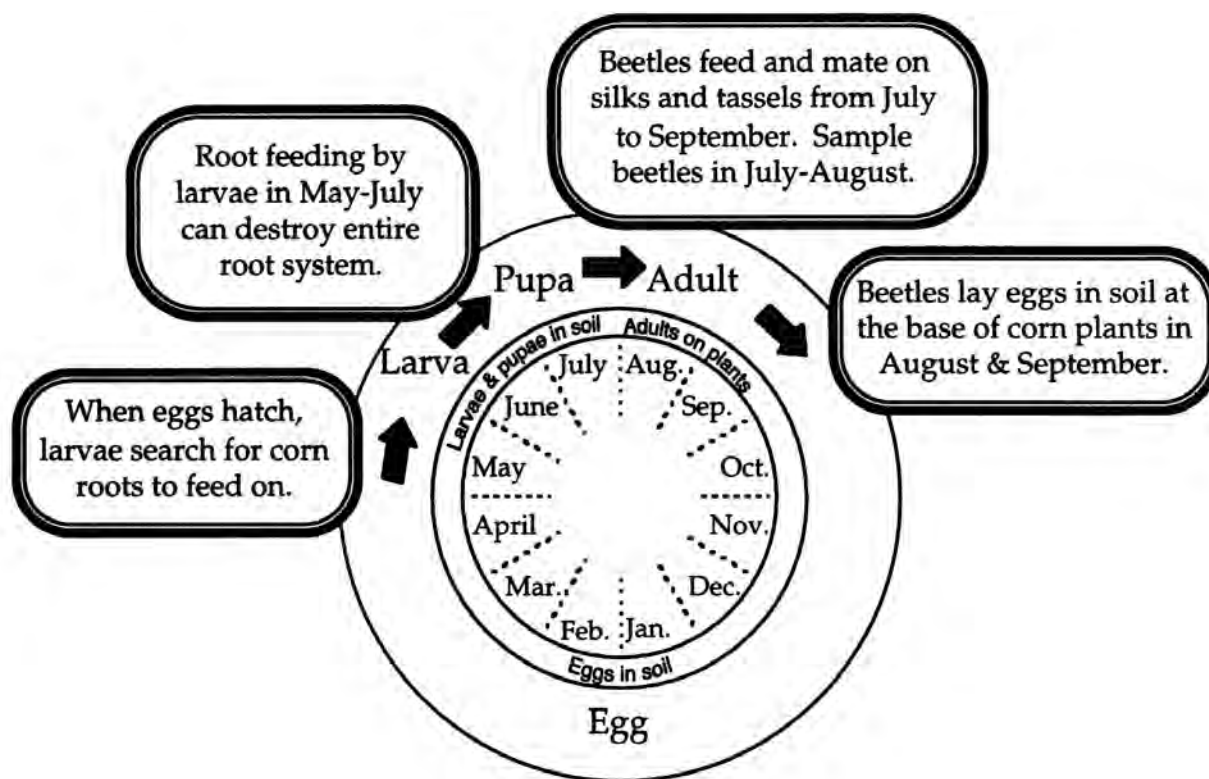 Beetles feed and mate on
silks and tassels from July
to September. Sample
beetles in July-August.
Root feeding by
larvae in May-July
can destroy entire
root system.
Beetles lay eggs in soil at
the base of corn plants in
August & September.
When eggs hatch,
larvae search for corn
roots to feed on.
Larva
Pupa
Adult
Egg
Larvae & pupae in soil
Adults on plants
Eggs in soil
Jan.
Feb.
Mar.
April
May
June
July
Aug.
Sep.
Oct.
Nov.
Dec.